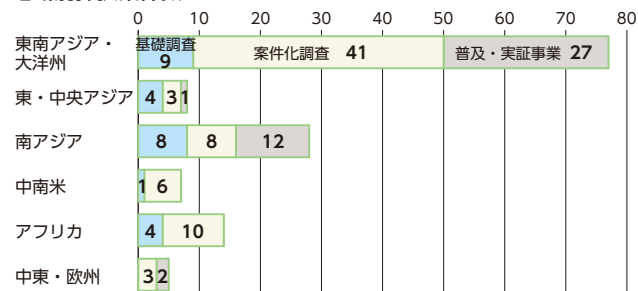 0 10 20 30 40 50 60 70 80
東南アジア・
大洋州
基礎調査
9
案件化調査 41
普及・実証事業 27
東・中央アジア 4 3 1
南アジア 8 8 12
中南米 1 6
アフリカ 4 10
中東・欧州 3 2